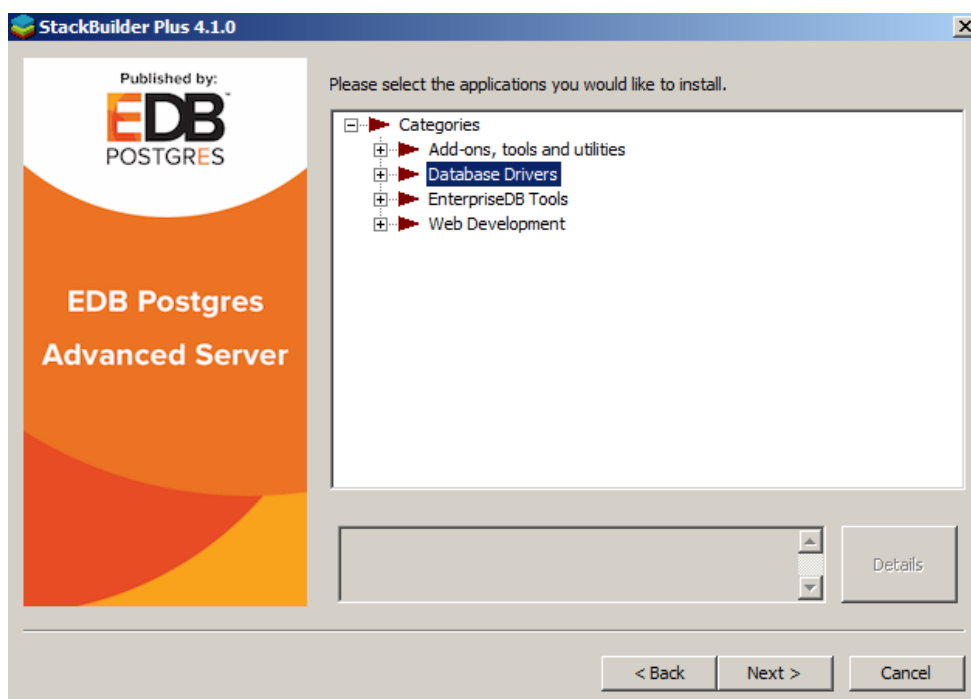 StackBuilder Plus 4.1.0
Published by:
EDB™
POSTGRES
EDB Postgres
Advanced Server
Please select the applications you would like to install.
Categories
Add-ons, tools and utilities
Database Drivers
EnterpriseDB Tools
Web Development
Details
< Back
Next >
Cancel